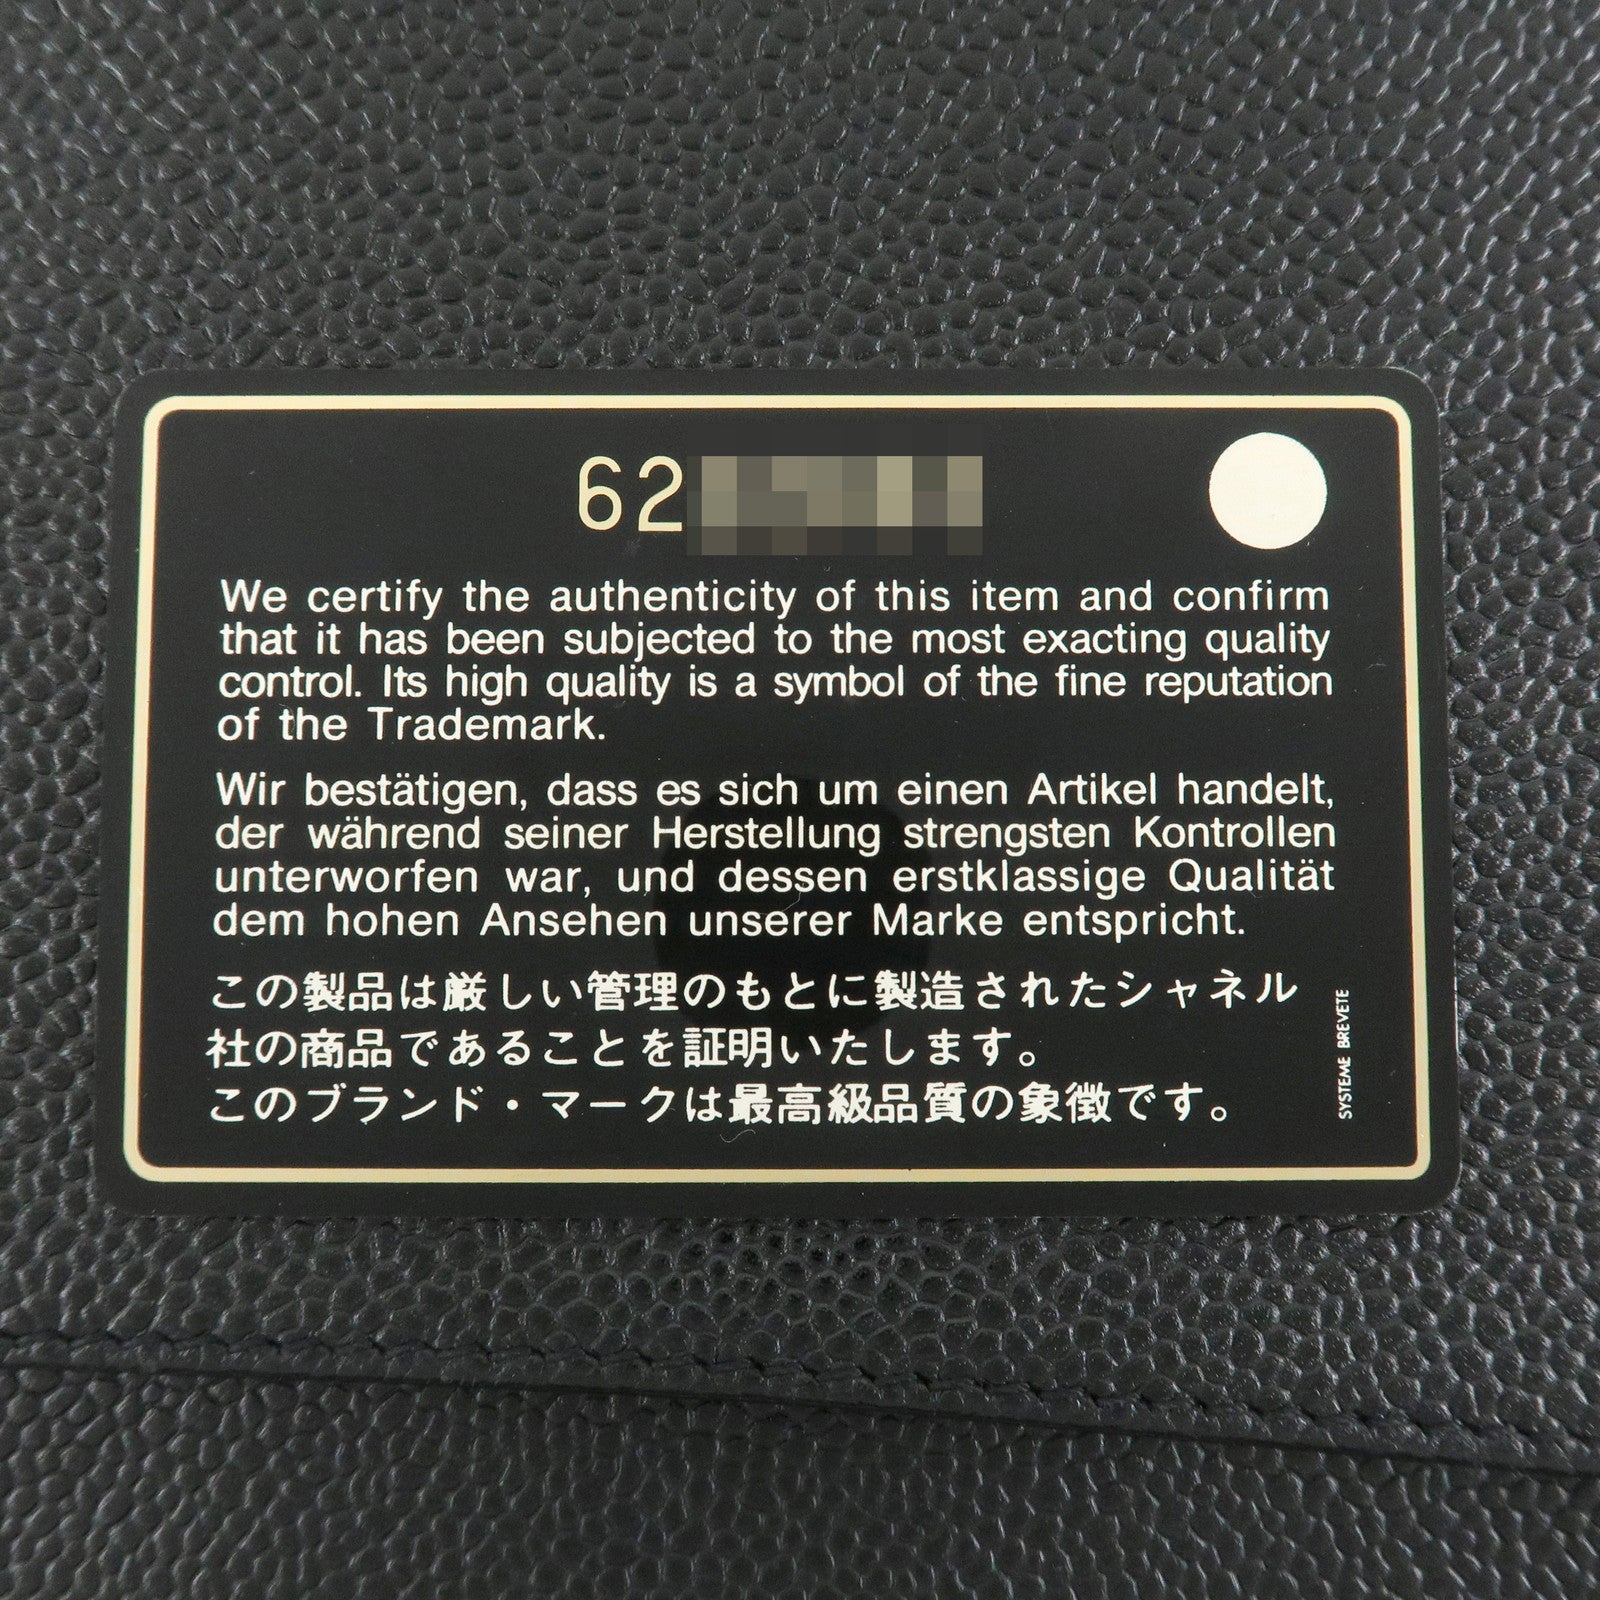 62
We certify the authenticity of this item and confirm
that it has been subjected to the most exacting quality
control. Its high quality is a symbol of the fine reputation
of the Trademark.
Wir bestätigen, dass es sich um einen Artikel handelt,
der während seiner Herstellung strengsten Kontrollen
unterworfen war, und dessen erstklassige Qualität
dem hohen Ansehen unserer Marke entspricht.
この製品は厳しい管理のもとに製造されたシャネル
社の商品であることを証明いたします。
このブランド・マークは最高級品質の象徴です。
SYSTEME BREVETE